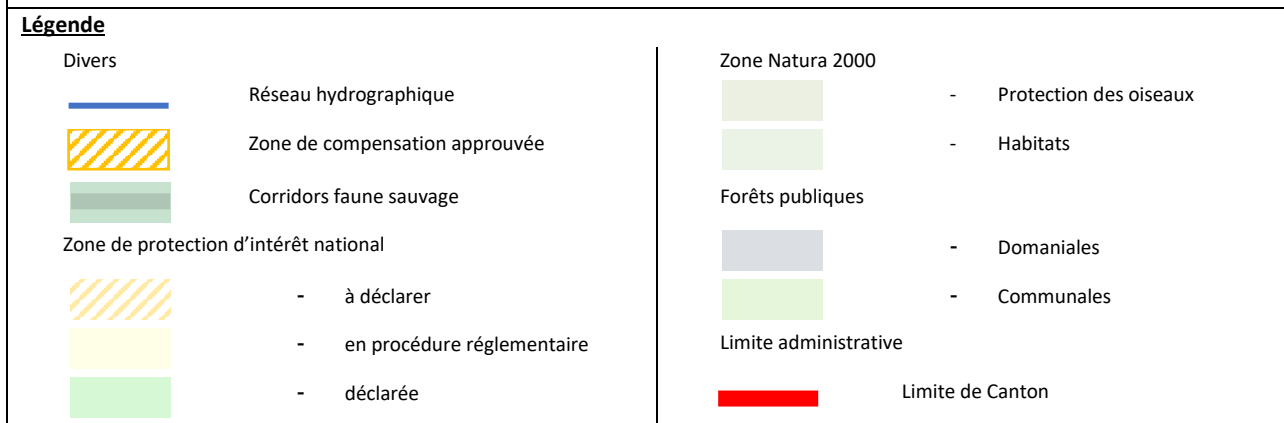 Légende
Divers
Réseau hydrographique
Zone de compensation approuvée
Corridors faune sauvage
Zone de protection d'intérêt national
- à déclarer
- en procédure réglementaire
- déclarée
Zone Natura 2000
- Protection des oiseaux
- Habitats
Forêts publiques
- Domaniales
- Communales
Limite administrative
Limite de Canton